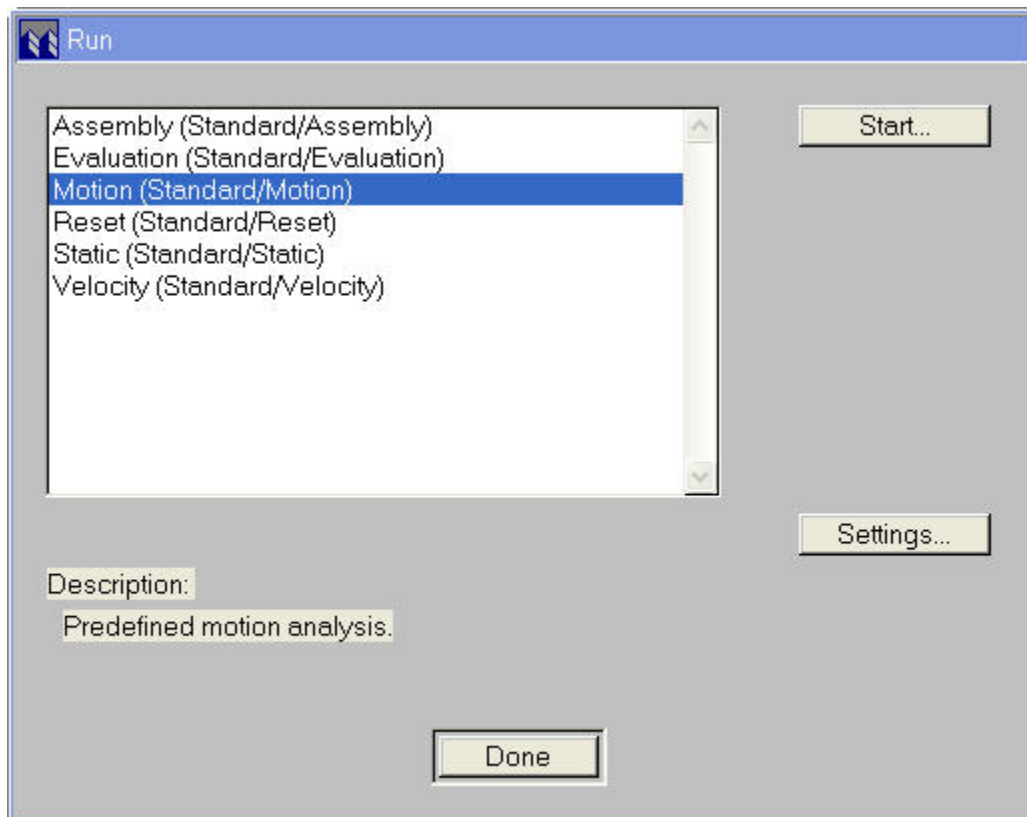 Run
Assembly (Standard/Assembly)
Start...
Evaluation (Standard/Evaluation)
Motion (Standard/Motion)
Reset (Standard/Reset)
Static (Standard/Static)
Velocity (Standard/Velocity)
Settings...
Description:
Predefined motion analysis.
Done